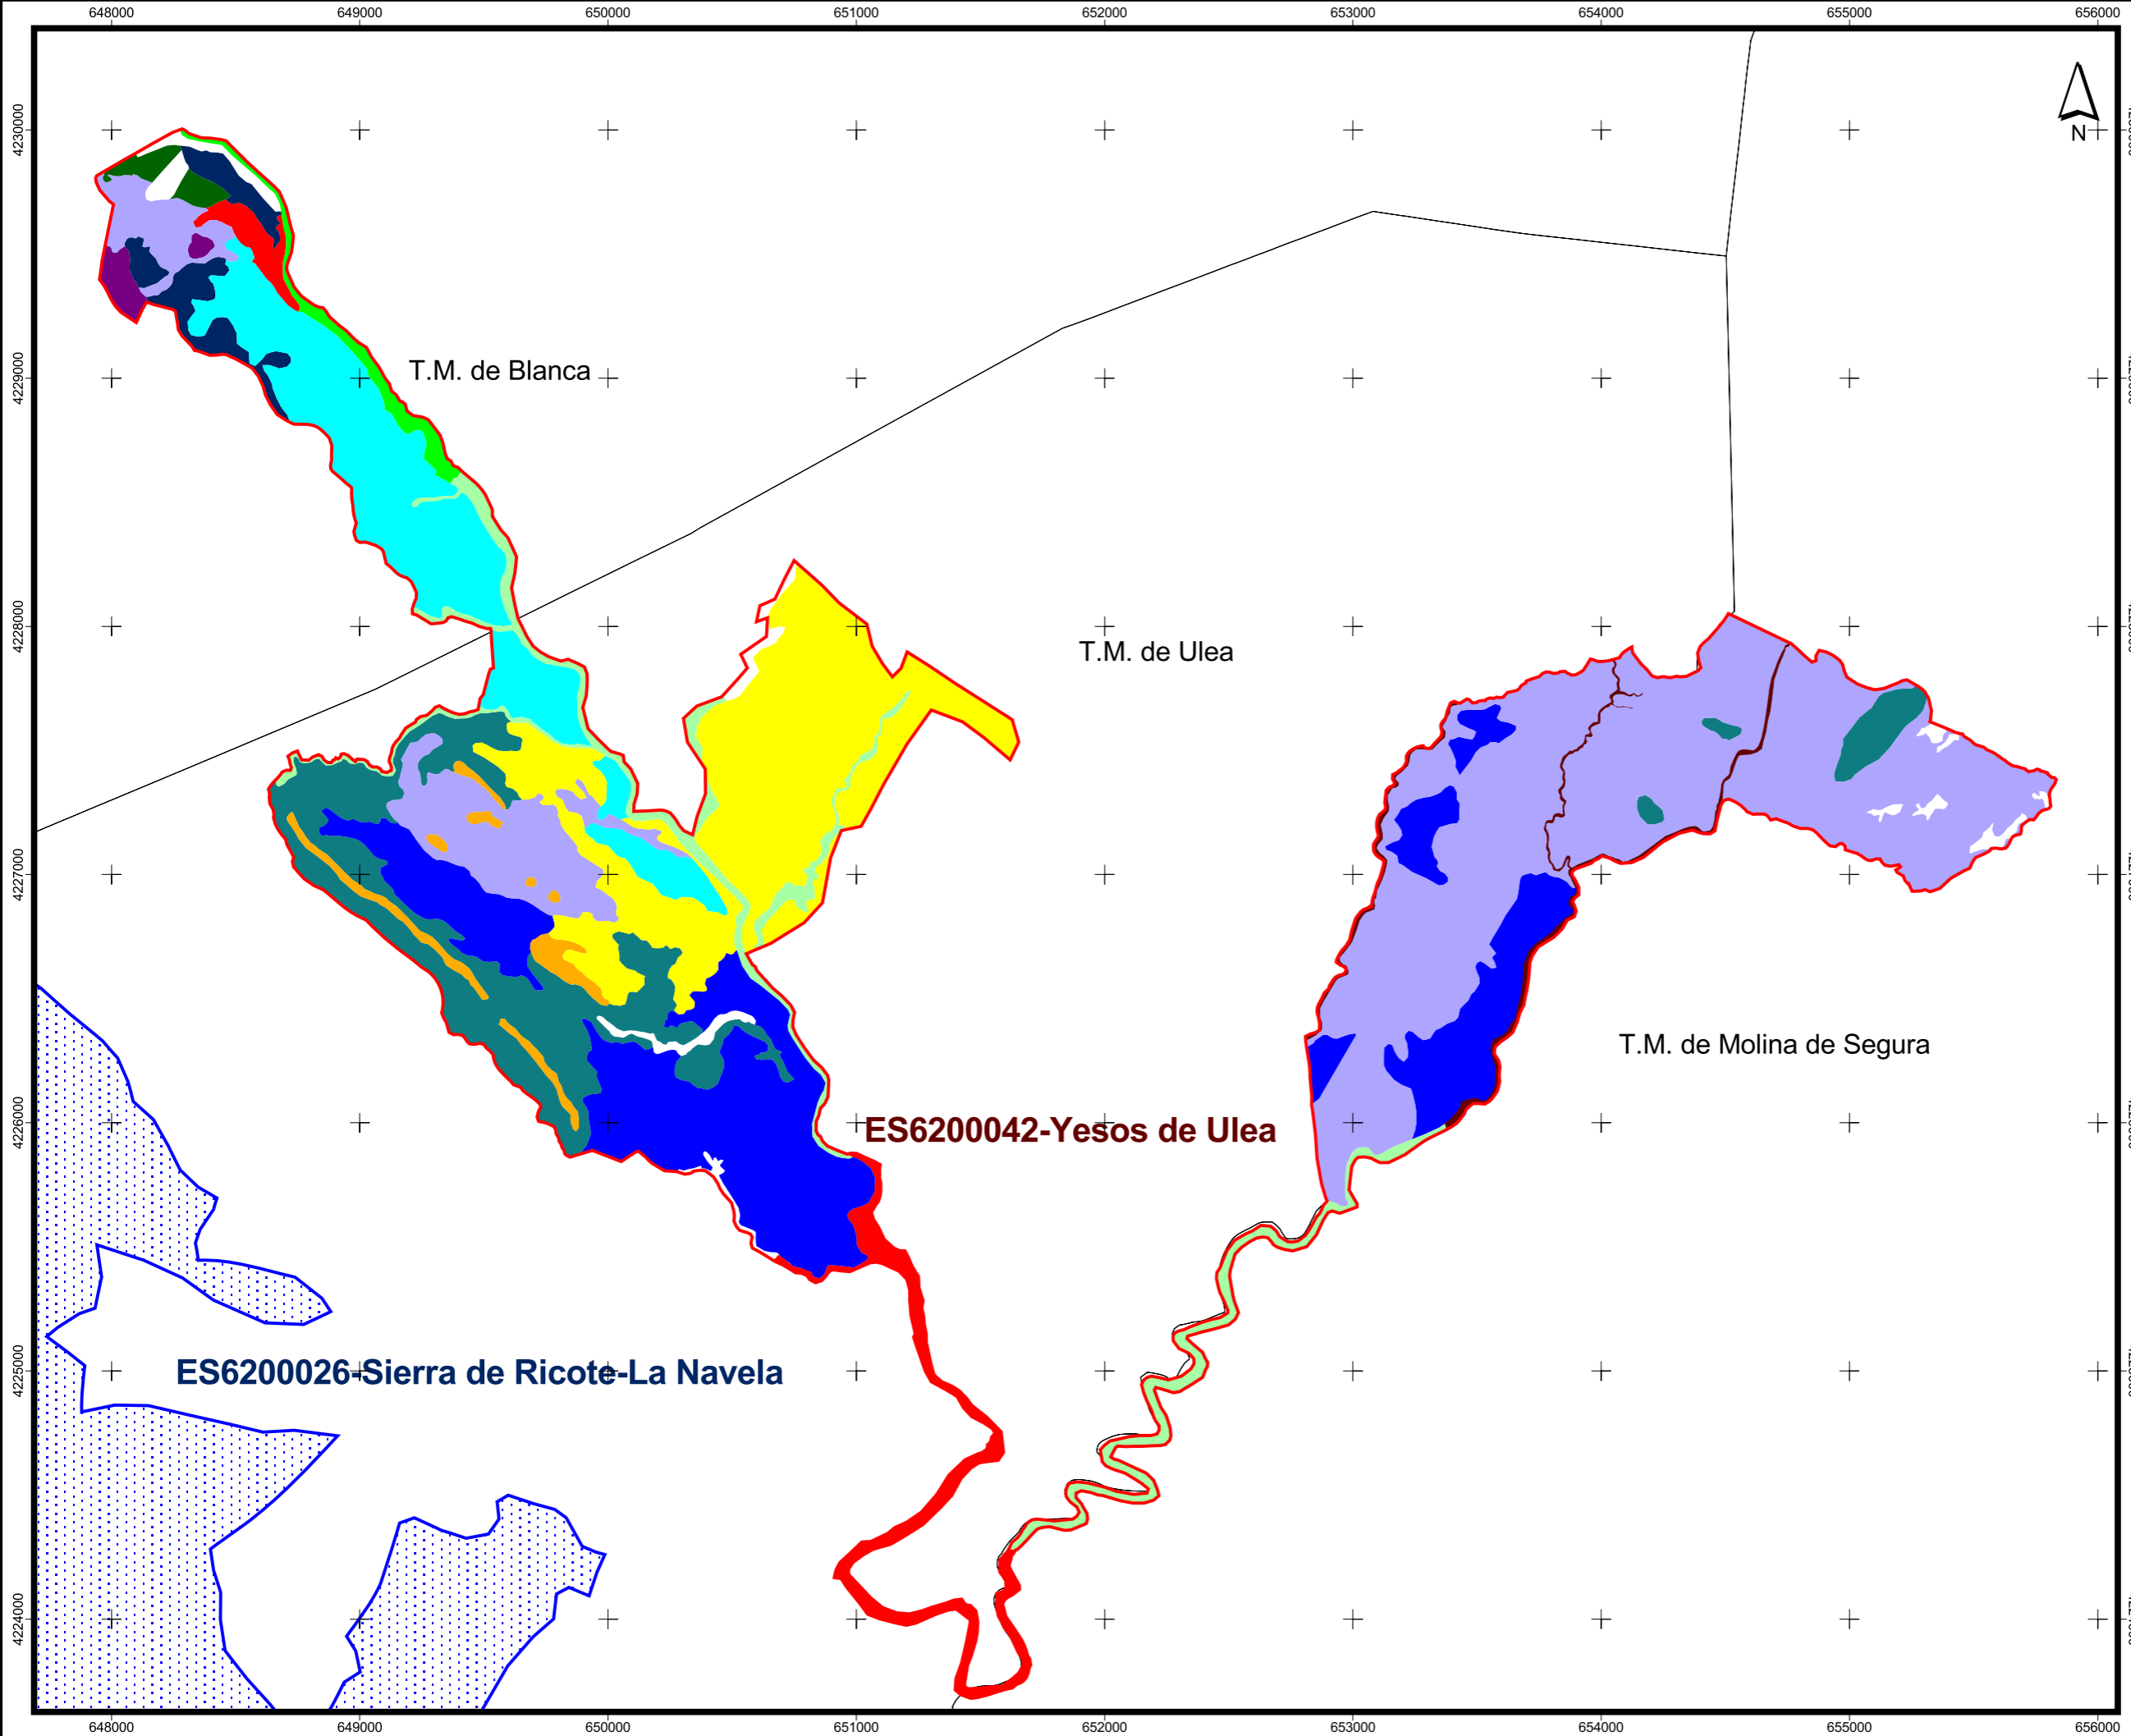 648000 649000 650000 651000 652000 653000 654000 655000 656000
4230000
N
4229000
T.M. de Blanca
4228000
T.M. de Ulea
4227000
T.M. de Molina de Segura
4226000
ES6200042-Yesos de Ulea
4225000
ES6200026-Sierra de Ricote-La Navela
4224000
648000 649000 650000 651000 652000 653000 654000 655000 656000